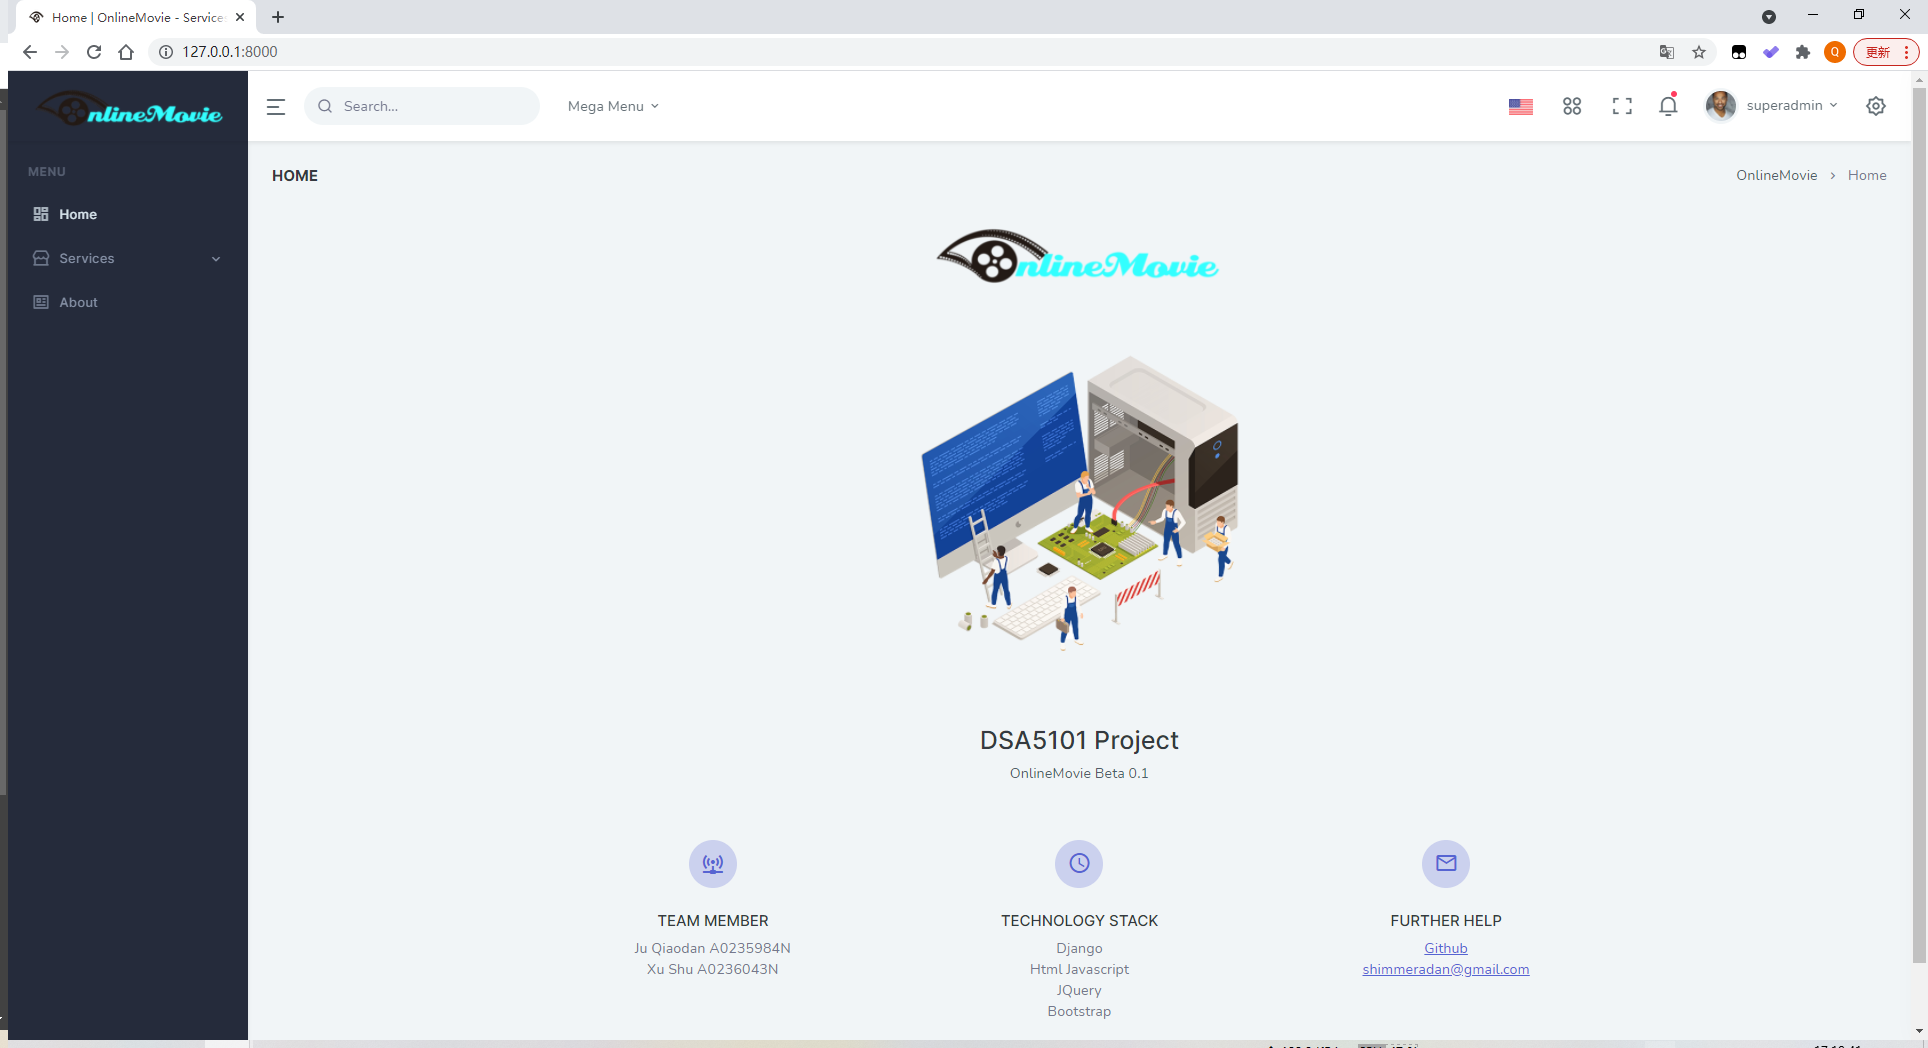 Home | OnlineMovie - Service
127.0.0.1:8000
更新
nlineMovie
Search...
Mega Menu
superadmin
MENU
Home
Services
About
HOME
OnlineMovie > Home
nlineMovie
DSA5101 Project
OnlineMovie Beta 0.1
TEAM MEMBER
Ju Qiaodan A0235984N
Xu Shu A0236043N
TECHNOLOGY STACK
Django
Html Javascript
JQuery
Bootstrap
FURTHER HELP
Github
shimmeradan@gmail.com